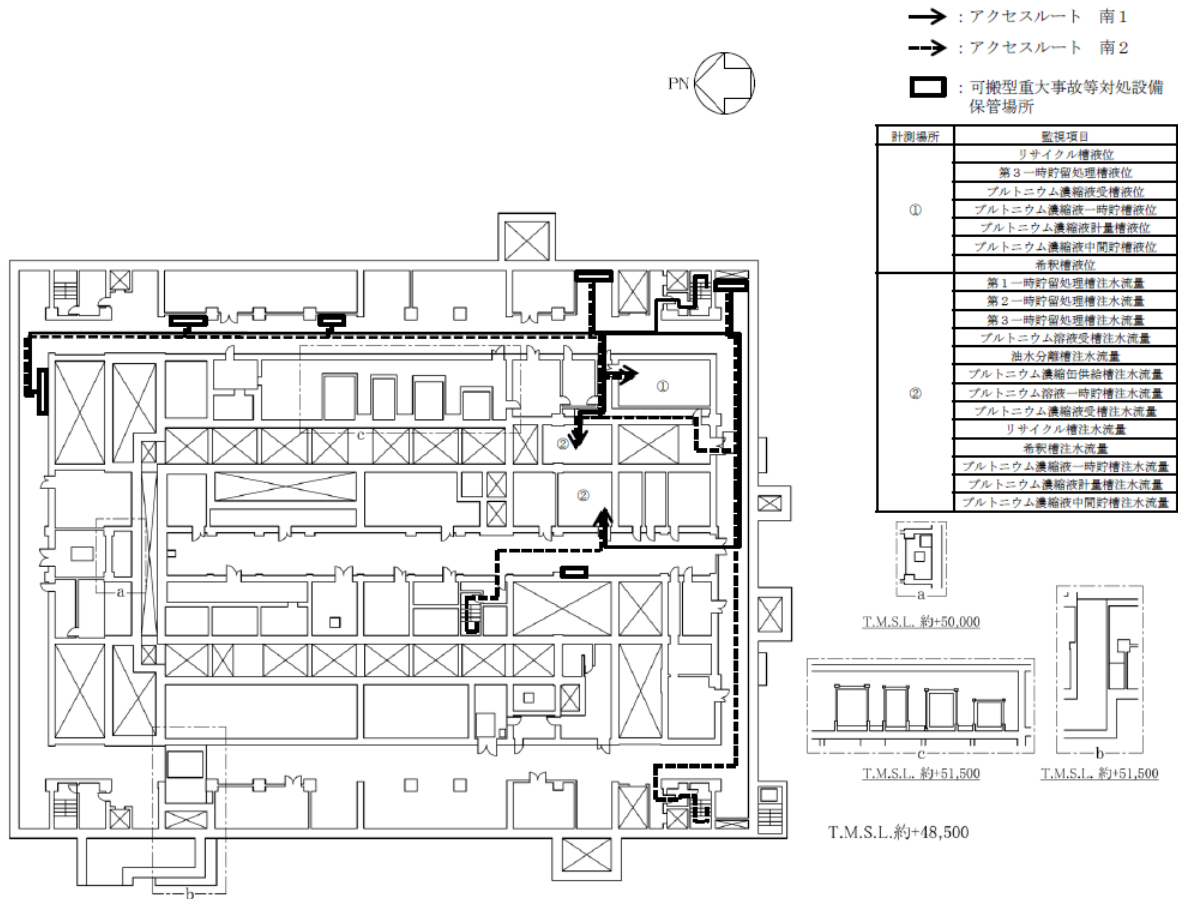 ：アクセスルート　南１
：アクセスルート　南２
：可搬型重大事故等対処設備
保管場所
PN
計測場所 監視項目
① リサイクル槽液位
第３一時貯留処理槽液位
プルトニウム濃縮液受槽液位
プルトニウム濃縮液一時貯槽液位
プルトニウム濃縮液計量槽液位
プルトニウム濃縮液中間貯槽液位
希釈槽液位
② 第１一時貯留処理槽注水流量
第２一時貯留処理槽注水流量
第３一時貯留処理槽注水流量
プルトニウム溶液受槽注水流量
油水分離槽注水流量
プルトニウム濃縮缶供給槽注水流量
プルトニウム溶液一時貯槽注水流量
プルトニウム濃縮液受槽注水流量
リサイクル槽注水流量
希釈槽注水流量
プルトニウム濃縮液一時貯槽注水流量
プルトニウム濃縮液計量槽注水流量
プルトニウム濃縮液中間貯槽注水流量
①
c
②
②
a
b
a
T.M.S.L. 約+50,000
c
T.M.S.L. 約+51,500
b
T.M.S.L. 約+51,500
T.M.S.L.約+48,500